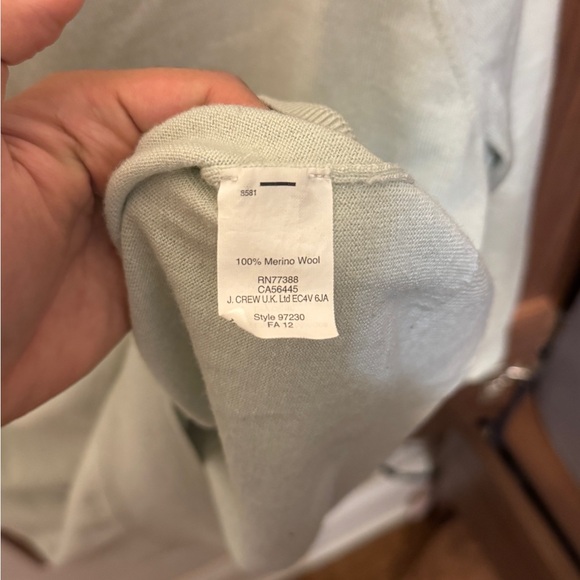 8581
100% Merino Wool
RN77388
CA56445
J. CREW U.K. Ltd EC4V 6JA
Style 97230
FA 12